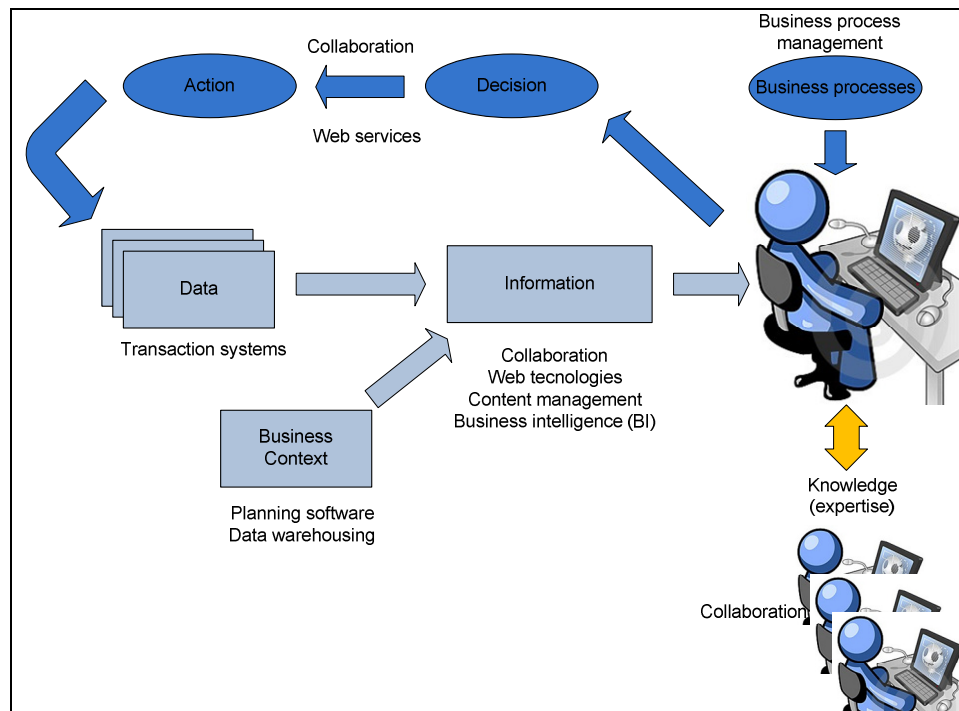 Business process
management
Collaboration
Action
Decision
Business processes
Web services
Data
Information
Transaction systems
Collaboration
Web tecnologies
Content management
Business intelligence (BI)
Business
Context
Planning software
Data warehousing
Knowledge
(expertise)
Collaboration